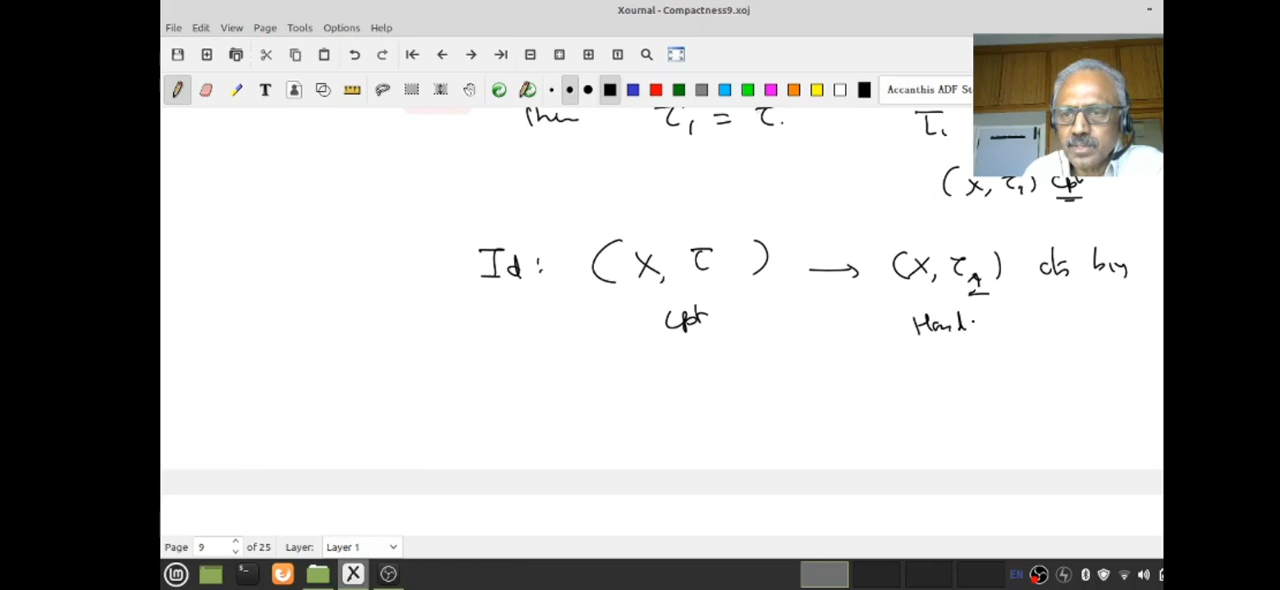 Xournal - Compactness9.xoj
File Edit View Page Tools Options Help
Accanthis ADF St
Then τ₁ = τ. τ₁
(X, τ₁) cpt
Id : (X, τ) → (X, τ₁) cts bij
cpt Hausd.
Page 9 of 25 Layer: Layer 1
EN